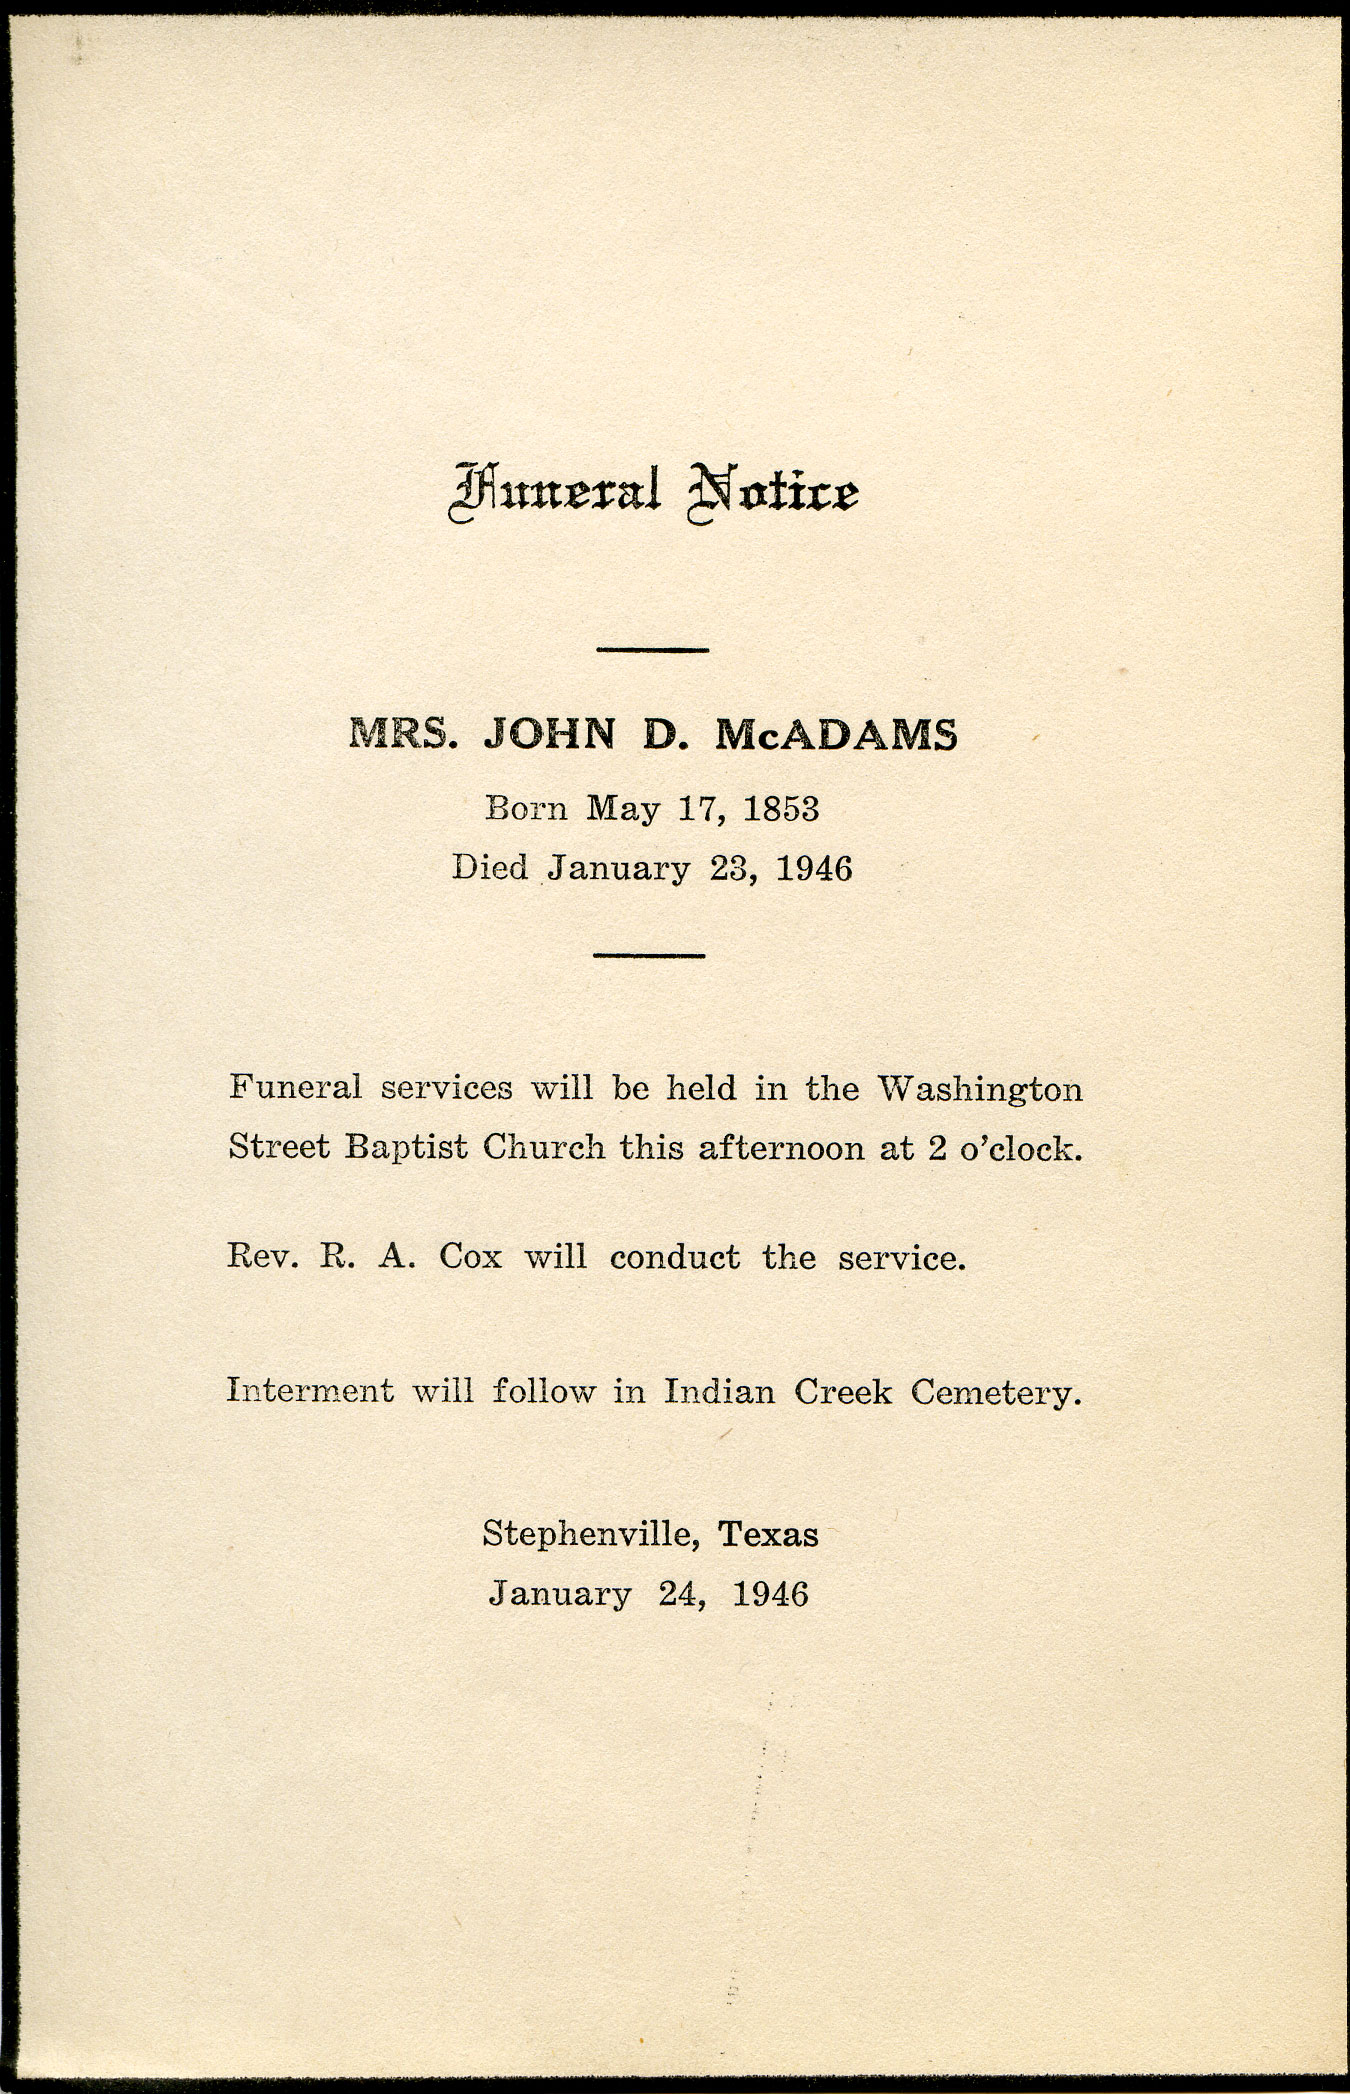 Funeral Notice
MRS. JOHN D. McADAMS
Born May 17, 1853
Died January 23, 1946
Funeral services will be held in the Washington
Street Baptist Church this afternoon at 2 o'clock.
Rev. R. A. Cox will conduct the service.
Interment will follow in Indian Creek Cemetery.
Stephenville, Texas
January 24, 1946